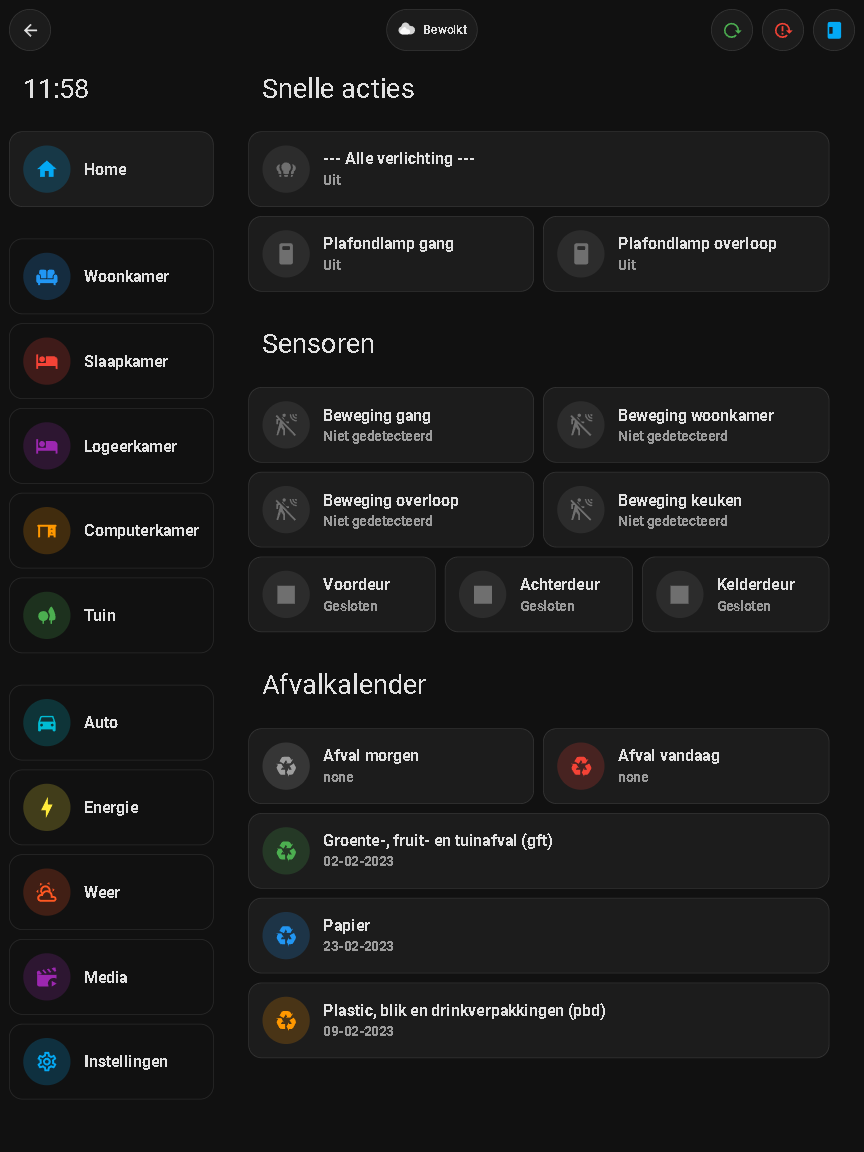 Bewolkt
11:58
Home
Woonkamer
Slaapkamer
Logeerkamer
Computerkamer
Tuin
Auto
Energie
Weer
Media
Instellingen
Snelle acties
--- Alle verlichting ---
Uit
Plafondlamp gang
Uit
Plafondlamp overloop
Uit
Sensoren
Beweging gang
Niet gedetecteerd
Beweging woonkamer
Niet gedetecteerd
Beweging overloop
Niet gedetecteerd
Beweging keuken
Niet gedetecteerd
Voordeur
Gesloten
Achterdeur
Gesloten
Kelderdeur
Gesloten
Afvalkalender
Afval morgen
none
Afval vandaag
none
Groente-, fruit- en tuinafval (gft)
02-02-2023
Papier
23-02-2023
Plastic, blik en drinkverpakkingen (pbd)
09-02-2023